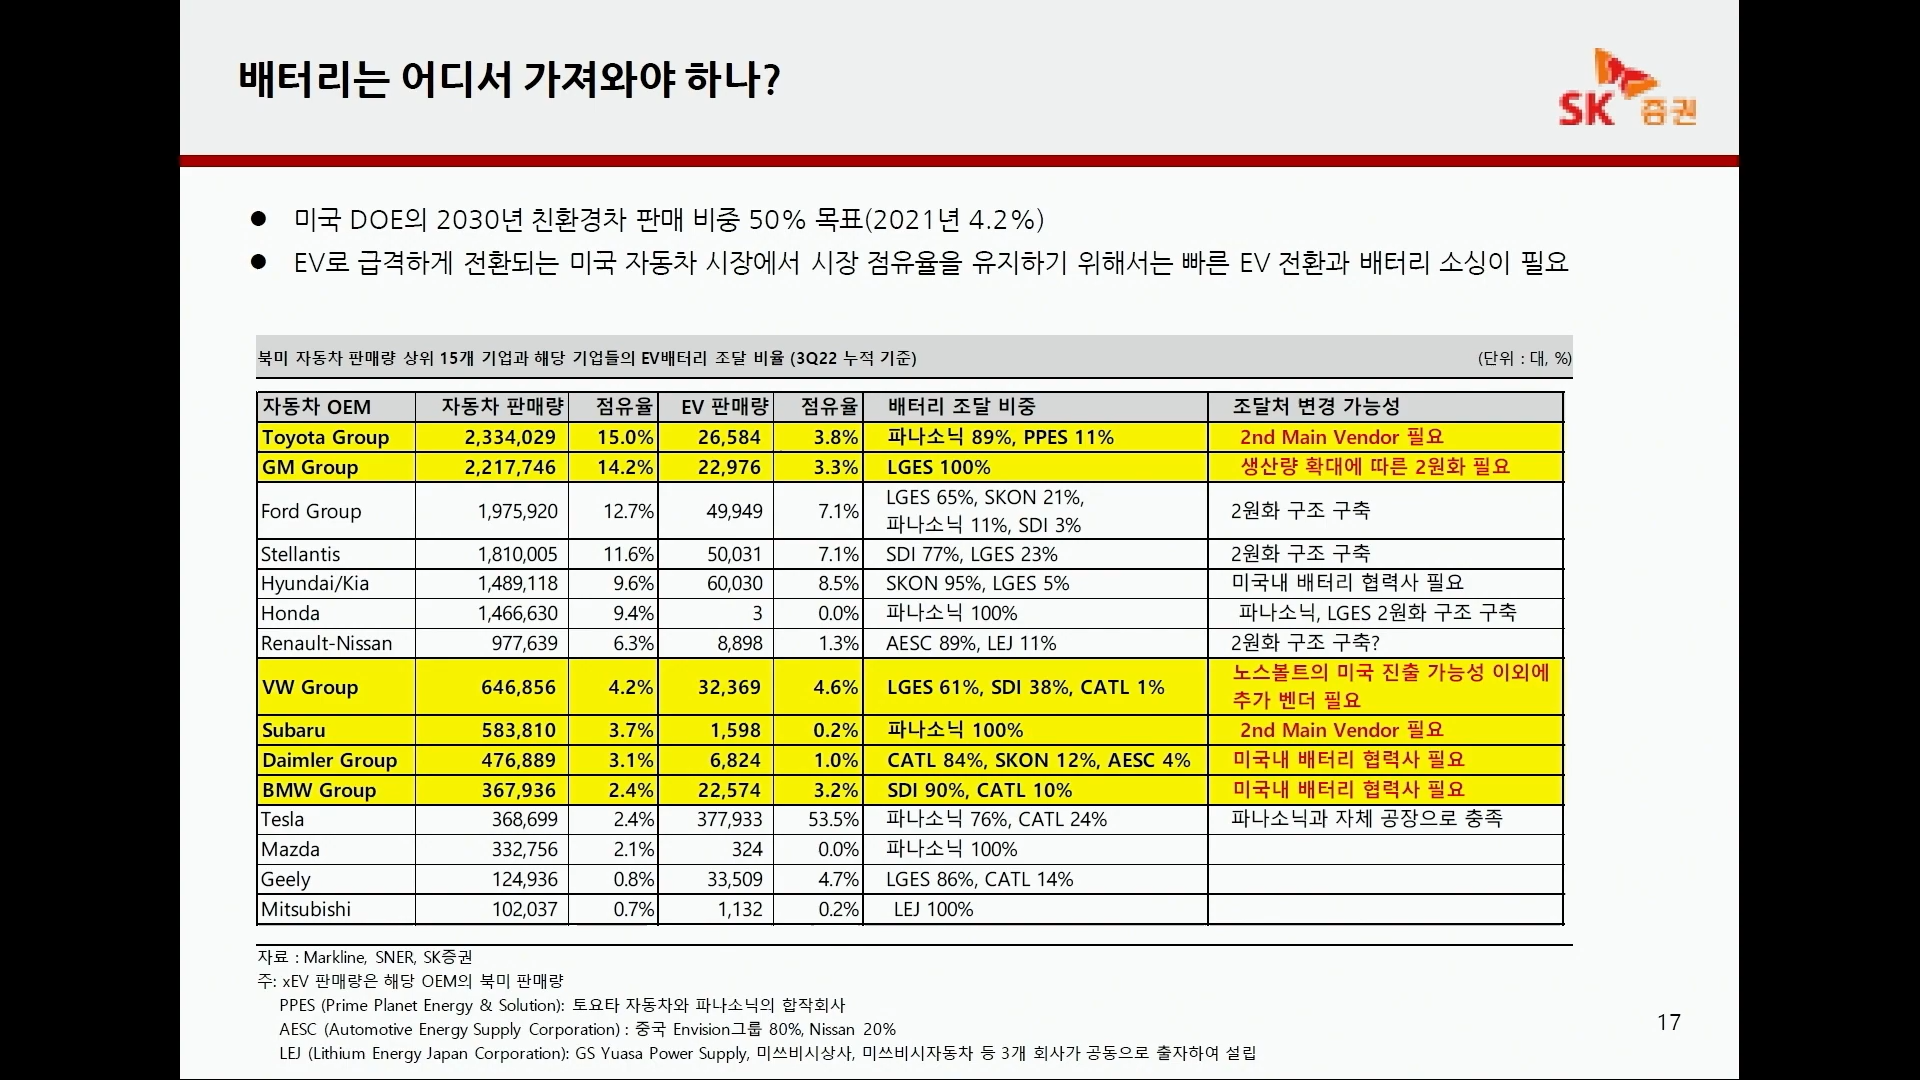 배터리는 어디서 가져와야 하나?
SK 증권
● 미국 DOE의 2030년 친환경차 판매 비중 50% 목표(2021년 4.2%)
● EV로 급격하게 전환되는 미국 자동차 시장에서 시장 점유율을 유지하기 위해서는 빠른 EV 전환과 배터리 소싱이 필요
북미 자동차 판매량 상위 15개 기업과 해당 기업들의 EV배터리 조달 비율 (3Q22 누적 기준) (단위 : 대, %)
자동차 OEM 자동차 판매량 점유율 EV 판매량 점유율 배터리 조달 비중 조달처 변경 가능성
Toyota Group 2,334,029 15.0% 26,584 3.8% 파나소닉 89%, PPES 11% 2nd Main Vendor 필요
GM Group 2,217,746 14.2% 22,976 3.3% LGES 100% 생산량 확대에 따른 2원화 필요
Ford Group 1,975,920 12.7% 49,949 7.1% LGES 65%, SKON 21%,
파나소닉 11%, SDI 3% 2원화 구조 구축
Stellantis 1,810,005 11.6% 50,031 7.1% SDI 77%, LGES 23% 2원화 구조 구축
Hyundai/Kia 1,489,118 9.6% 60,030 8.5% SKON 95%, LGES 5% 미국내 배터리 협력사 필요
Honda 1,466,630 9.4% 3 0.0% 파나소닉 100% 파나소닉, LGES 2원화 구조 구축
Renault-Nissan 977,639 6.3% 8,898 1.3% AESC 89%, LEJ 11% 2원화 구조 구축?
VW Group 646,856 4.2% 32,369 4.6% LGES 61%, SDI 38%, CATL 1% 노스볼트의 미국 진출 가능성 이외에
추가 벤더 필요
Subaru 583,810 3.7% 1,598 0.2% 파나소닉 100% 2nd Main Vendor 필요
Daimler Group 476,889 3.1% 6,824 1.0% CATL 84%, SKON 12%, AESC 4% 미국내 배터리 협력사 필요
BMW Group 367,936 2.4% 22,574 3.2% SDI 90%, CATL 10% 미국내 배터리 협력사 필요
Tesla 368,699 2.4% 377,933 53.5% 파나소닉 76%, CATL 24% 파나소닉과 자체 공장으로 충족
Mazda 332,756 2.1% 324 0.0% 파나소닉 100%
Geely 124,936 0.8% 33,509 4.7% LGES 86%, CATL 14%
Mitsubishi 102,037 0.7% 1,132 0.2% LEJ 100%
자료 : Markline, SNER, SK증권
주: xEV 판매량은 해당 OEM의 북미 판매량
PPES (Prime Planet Energy & Solution): 토요타 자동차와 파나소닉의 합작회사
AESC (Automotive Energy Supply Corporation) : 중국 Envision그룹 80%, Nissan 20%
LEJ (Lithium Energy Japan Corporation): GS Yuasa Power Supply, 미쓰비시상사, 미쓰비시자동차 등 3개 회사가 공동으로 출자하여 설립
17